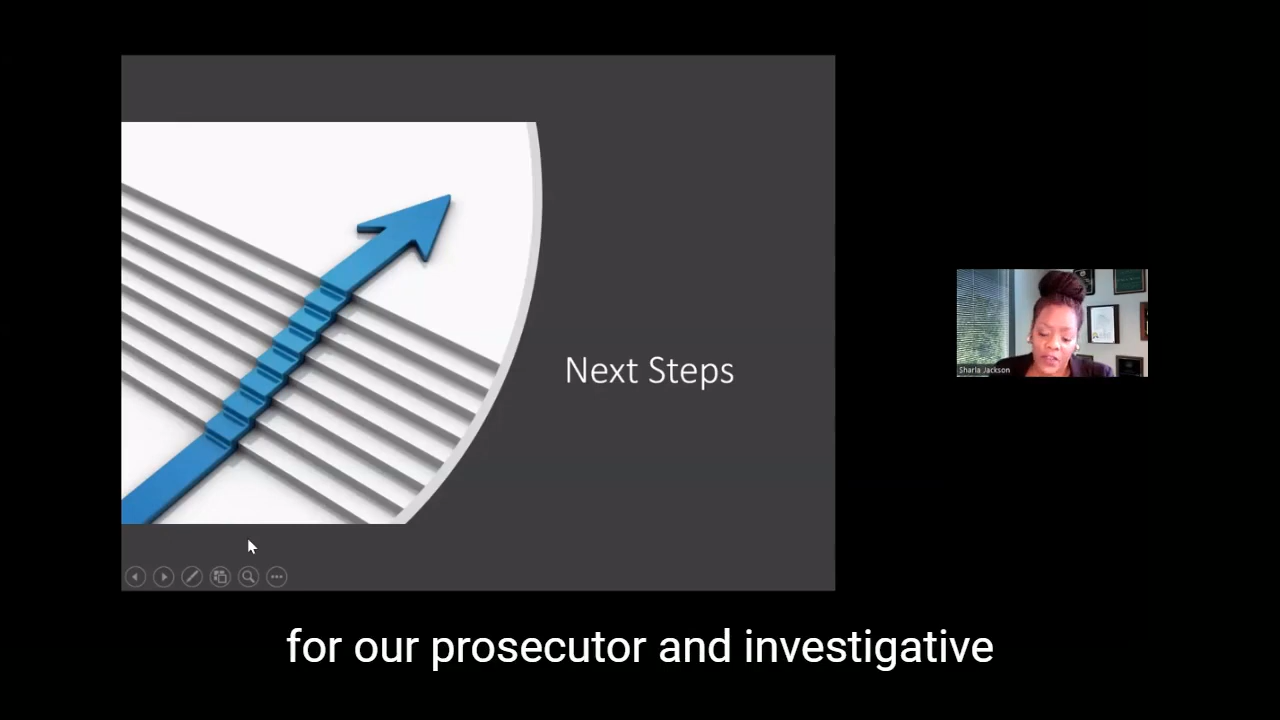 Next Steps
Sharla Jackson
for our prosecutor and investigative